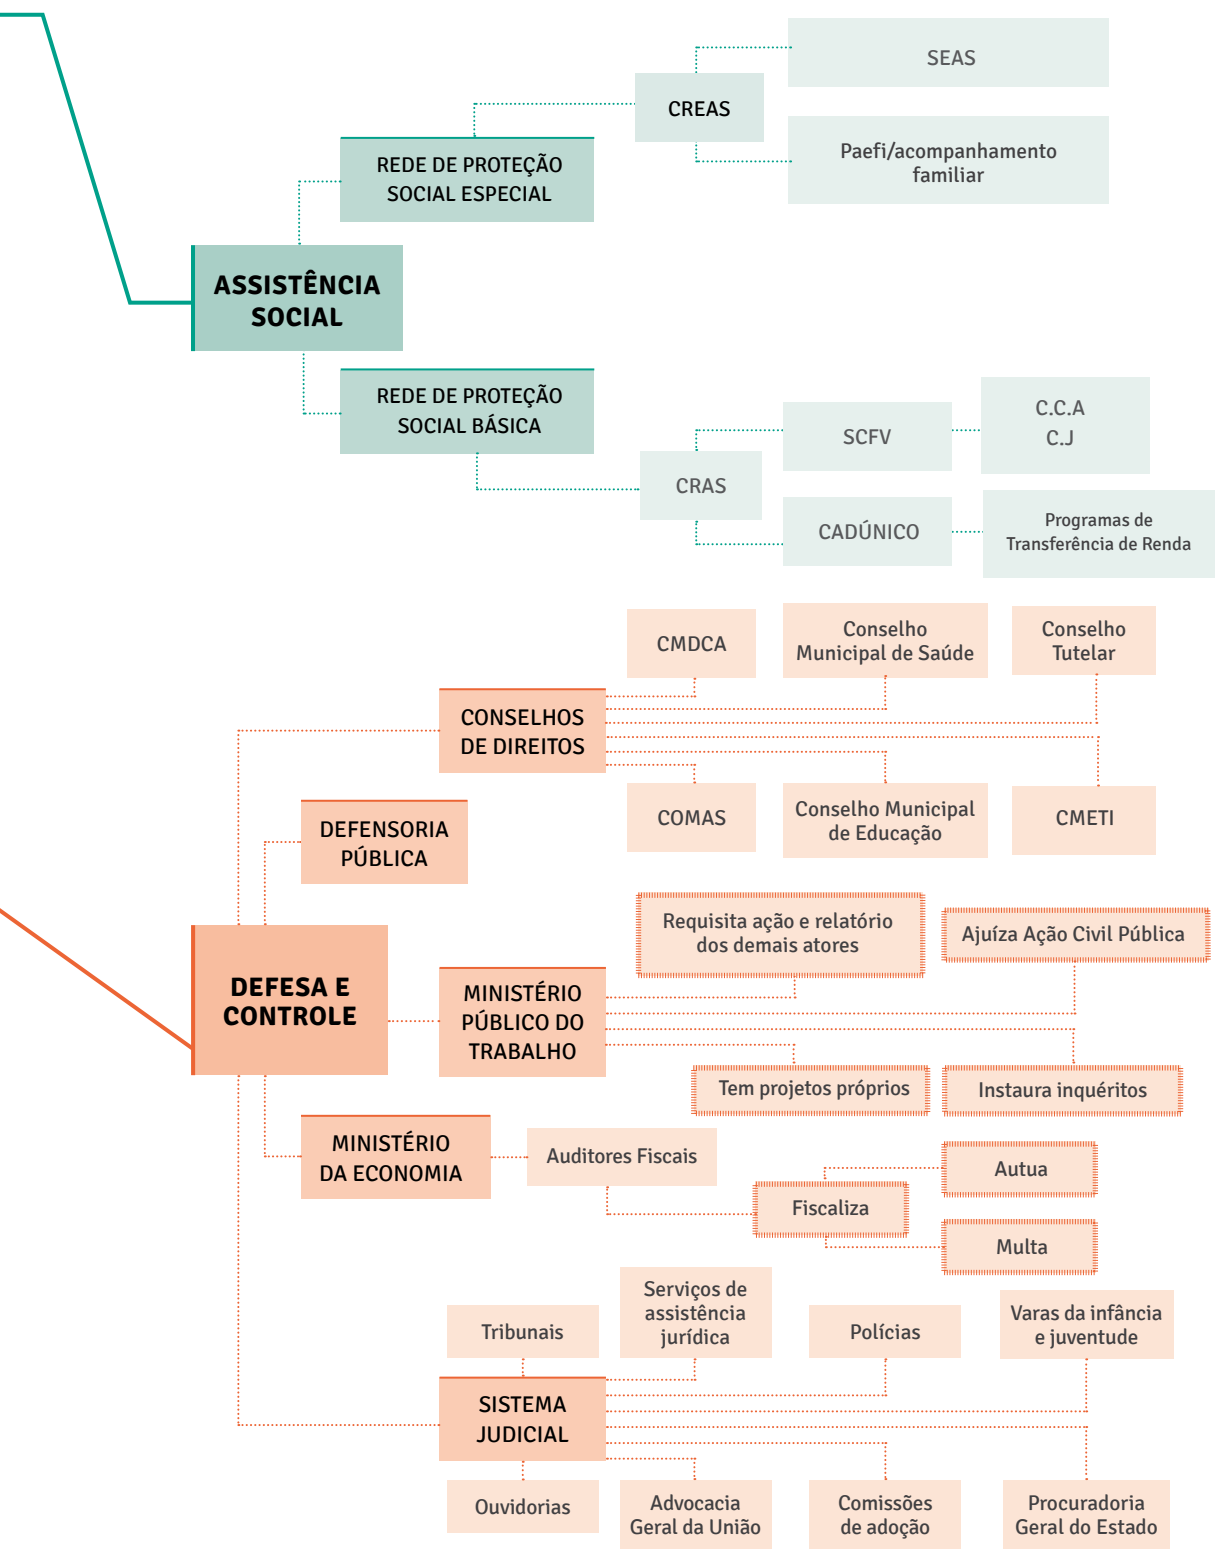 SEAS
CREAS
Paefi/acompanhamento
familiar
REDE DE PROTEÇÃO
SOCIAL ESPECIAL
ASSISTÊNCIA
SOCIAL
REDE DE PROTEÇÃO
SOCIAL BÁSICA
C.C.A
C.J
SCFV
CRAS
CADÚNICO
Programas de
Transferência de Renda
CMDCA
Conselho
Municipal de Saúde
Conselho
Tutelar
CONSELHOS
DE DIREITOS
COMAS
Conselho Municipal
de Educação
CMETI
DEFENSORIA
PÚBLICA
Requisita ação e relatório
dos demais atores
Ajuíza Ação Civil Pública
DEFESA E
CONTROLE
MINISTÉRIO
PÚBLICO DO
TRABALHO
Tem projetos próprios
Instaura inquéritos
MINISTÉRIO
DA ECONOMIA
Auditores Fiscais
Fiscaliza
Autua
Multa
Tribunais
Serviços de
assistência
jurídica
Polícias
Varas da infância
e juventude
SISTEMA
JUDICIAL
Ouvidorias
Advocacia
Geral da União
Comissões
de adoção
Procuradoria
Geral do Estado